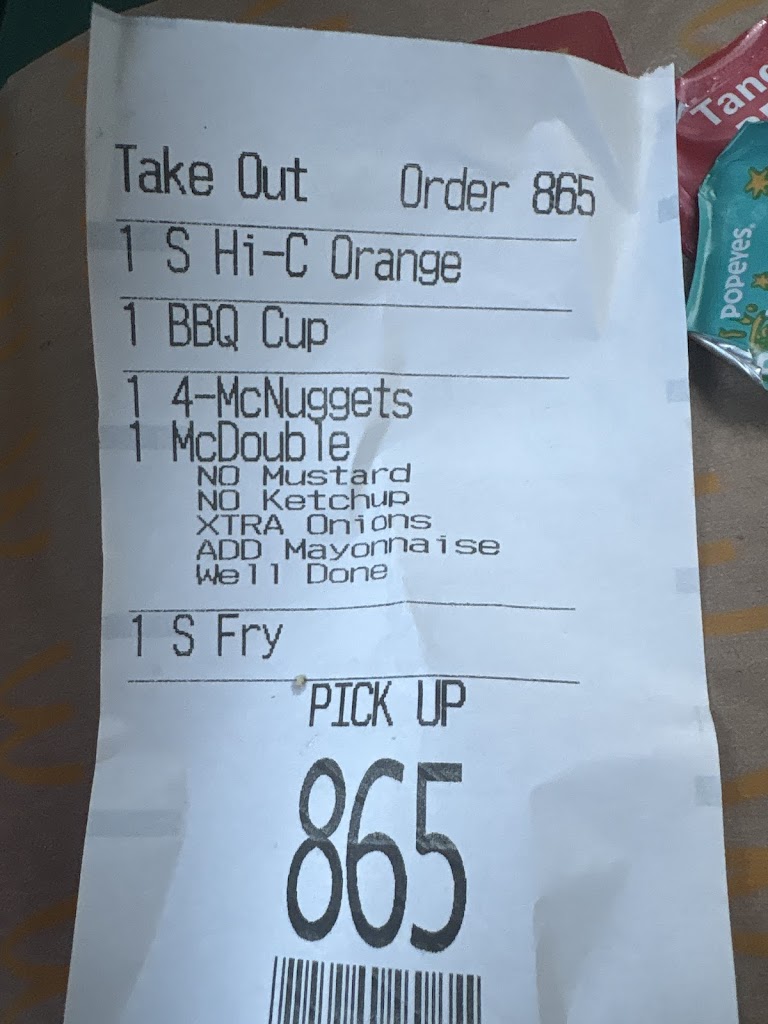 Take Out Order 865
1 S Hi-C Orange
1 BBQ Cup
1 4-McNuggets
1 McDouble
NO Mustard
NO Ketchup
XTRA Onions
ADD Mayonnaise
Well Done
1 S Fry
PICK UP
865
POPEYES